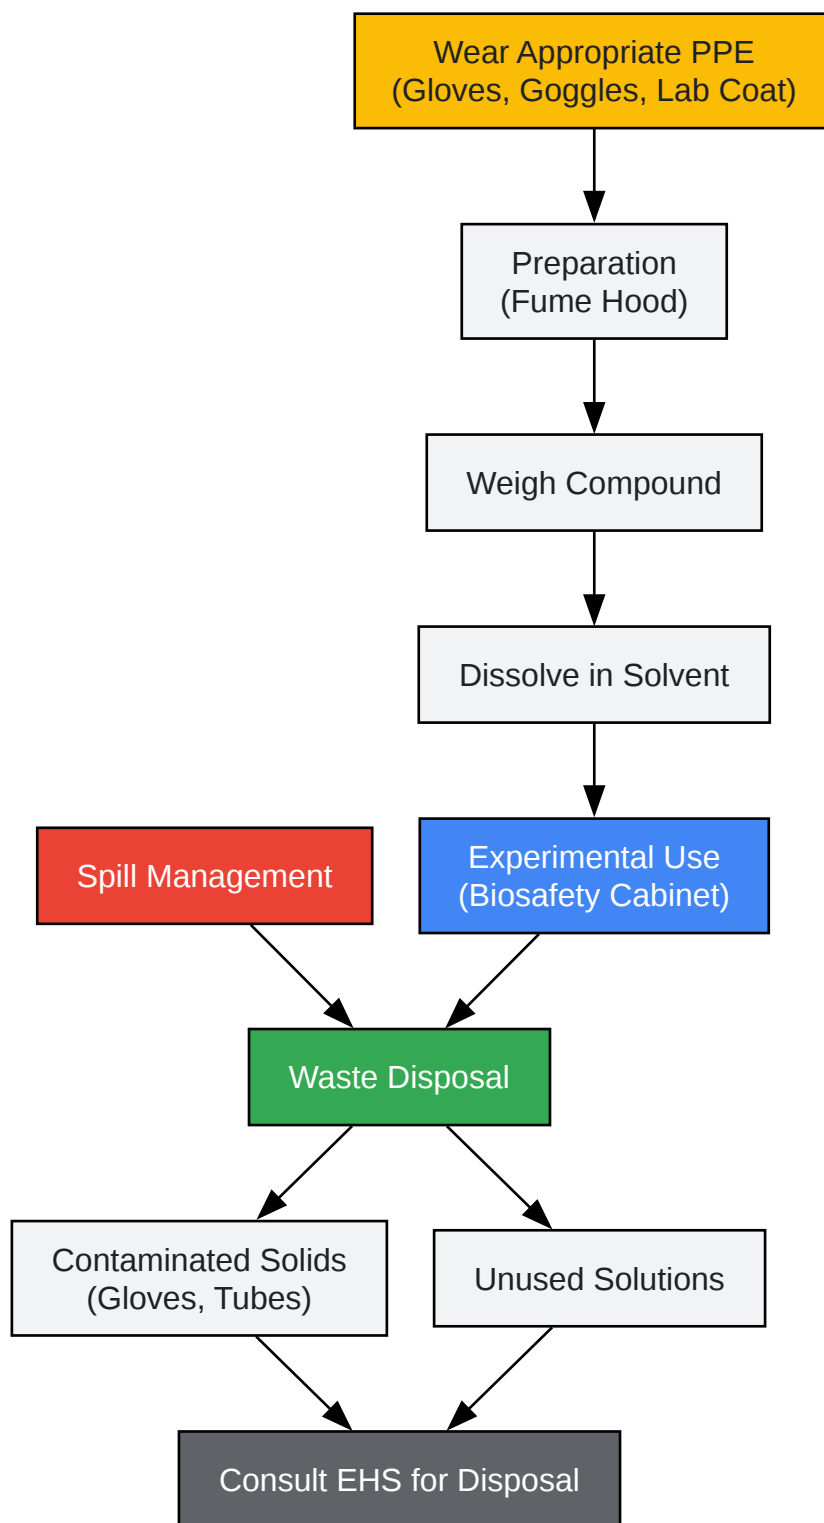 Wear Appropriate PPE
(Gloves, Goggles, Lab Coat)
Preparation
(Fume Hood)
Weigh Compound
Dissolve in Solvent
Spill Management
Experimental Use
(Biosafety Cabinet)
Waste Disposal
Contaminated Solids
(Gloves, Tubes)
Unused Solutions
Consult EHS for Disposal